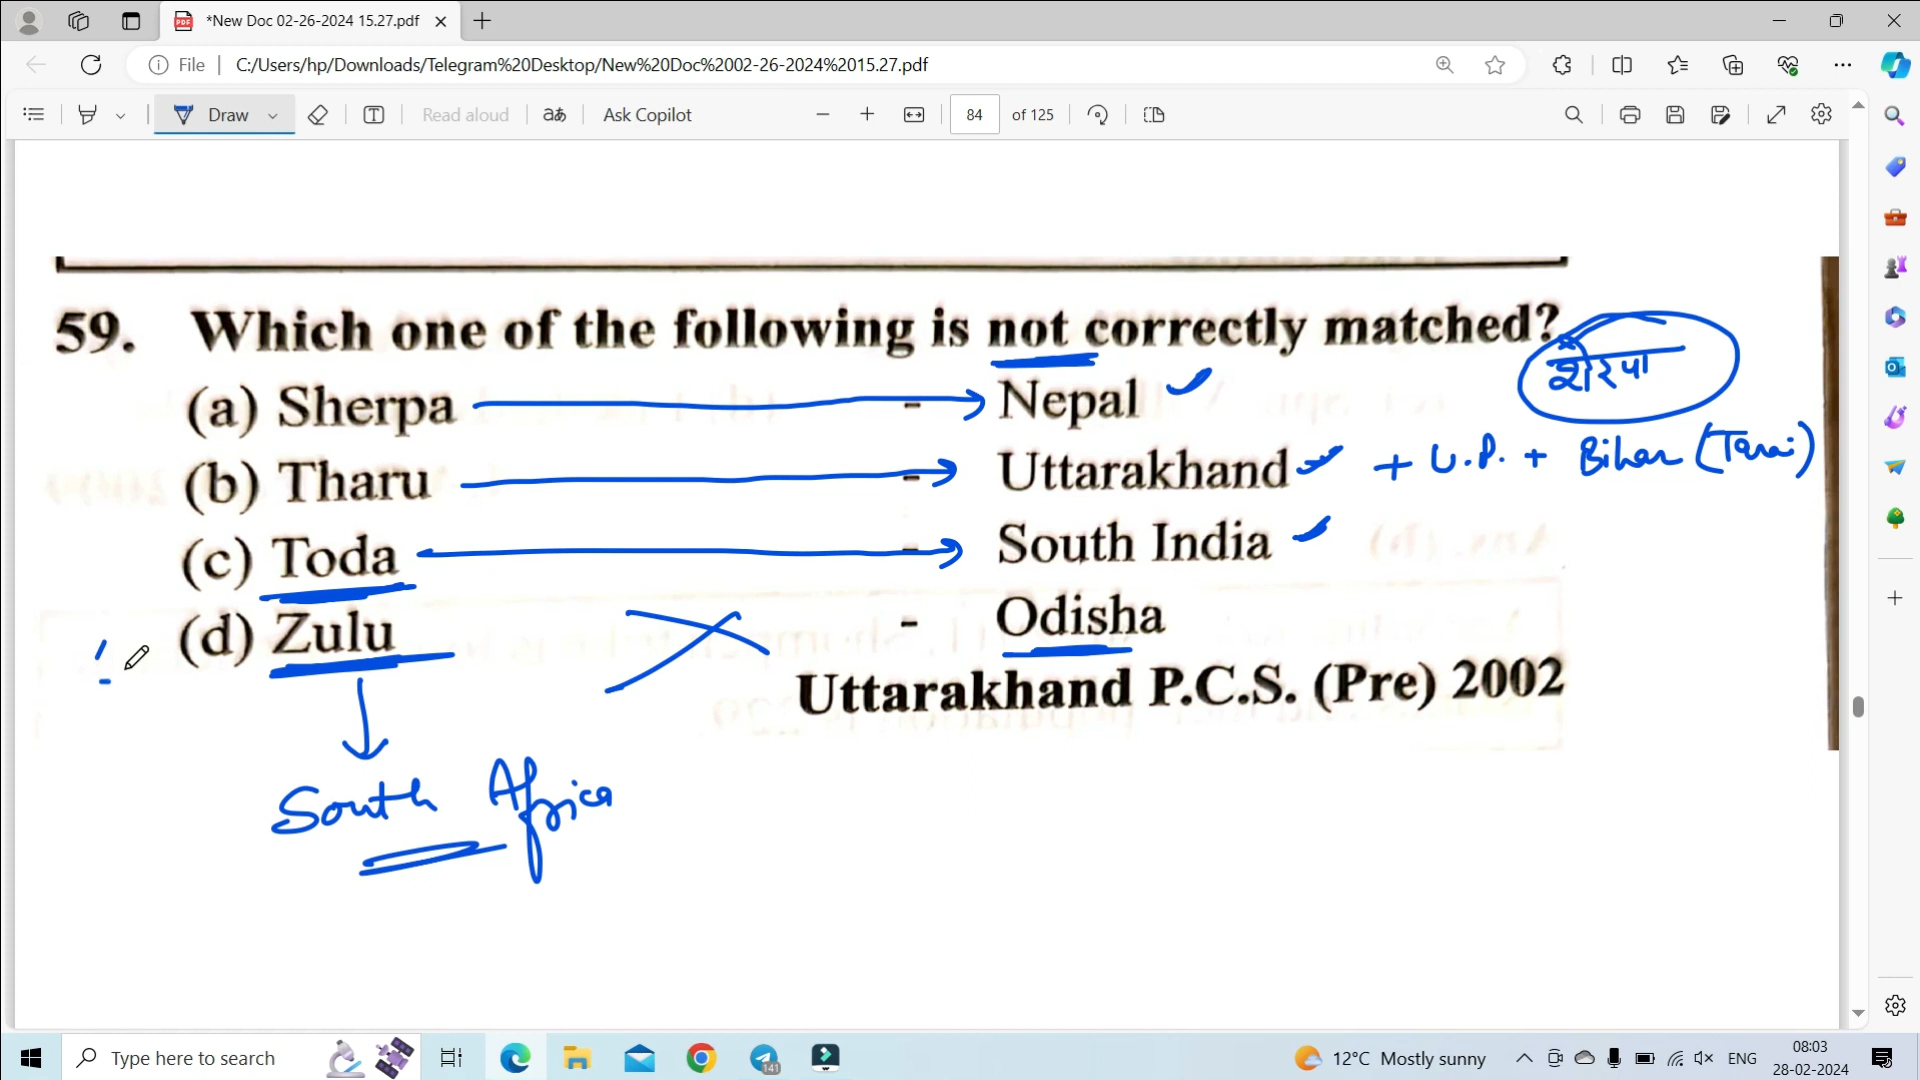 *New Doc 02-26-2024 15.27.pdf
File
C:/Users/hp/Downloads/Telegram%20Desktop/New%20Doc%2002-26-2024%2015.27.pdf
Draw
Read aloud
Ask Copilot
84 of 125
59. Which one of the following is not correctly matched?
शेरपा
(a) Sherpa - Nepal
(b) Tharu - Uttarakhand + U.P. + Bihar (Tarai)
(c) Toda - South India
(d) Zulu - Odisha
Uttarakhand P.C.S. (Pre) 2002
South Africa
Type here to search
141
12°C Mostly sunny
ENG
08:03
28-02-2024